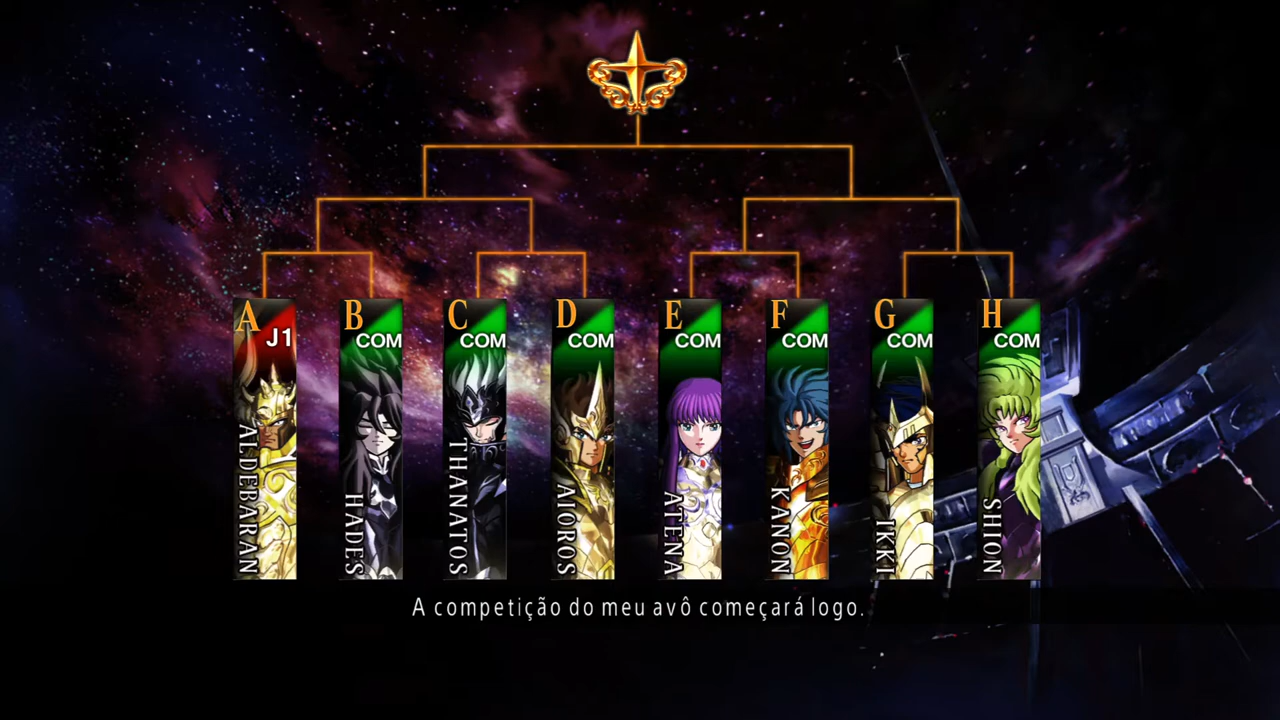 A
J1
ALDEBARAN
B
COM
HADES
C
COM
THANATOS
D
COM
AIOROS
E
COM
ATENA
F
COM
KANON
G
COM
IKKI
H
COM
SHION
A competição do meu avô começará logo.